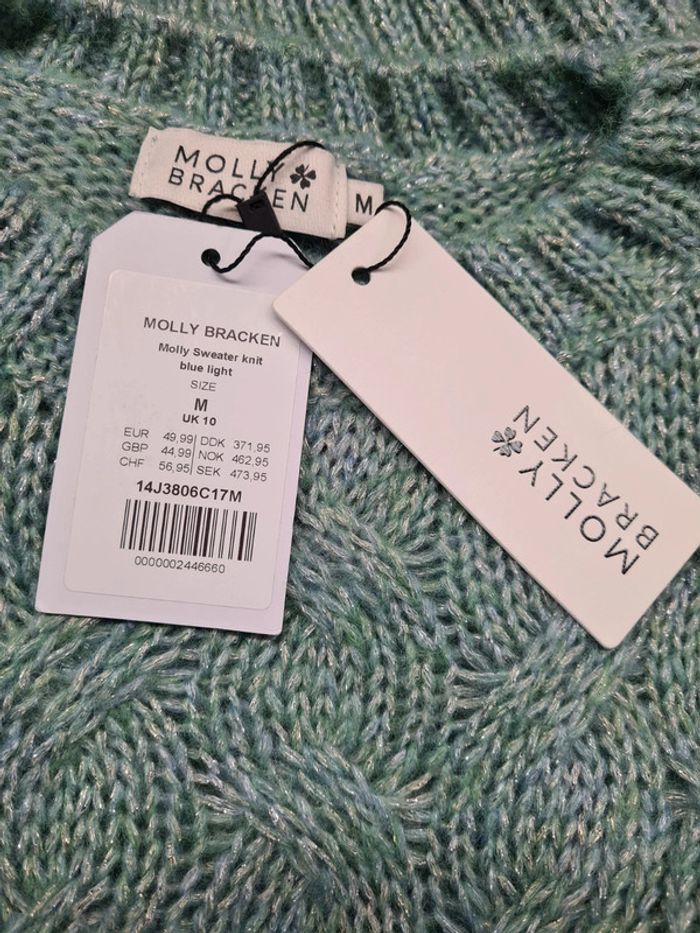 MOLLY
BRACKEN
M
MOLLY BRACKEN
Molly Sweater knit
blue light
SIZE
M
UK 10
EUR 49,99 | DDK 371,95
GBP 44,99 | NOK 462,95
CHF 56,95 | SEK 473,95
14J3806C17M
0000002446660
MOLLY
BRACKEN